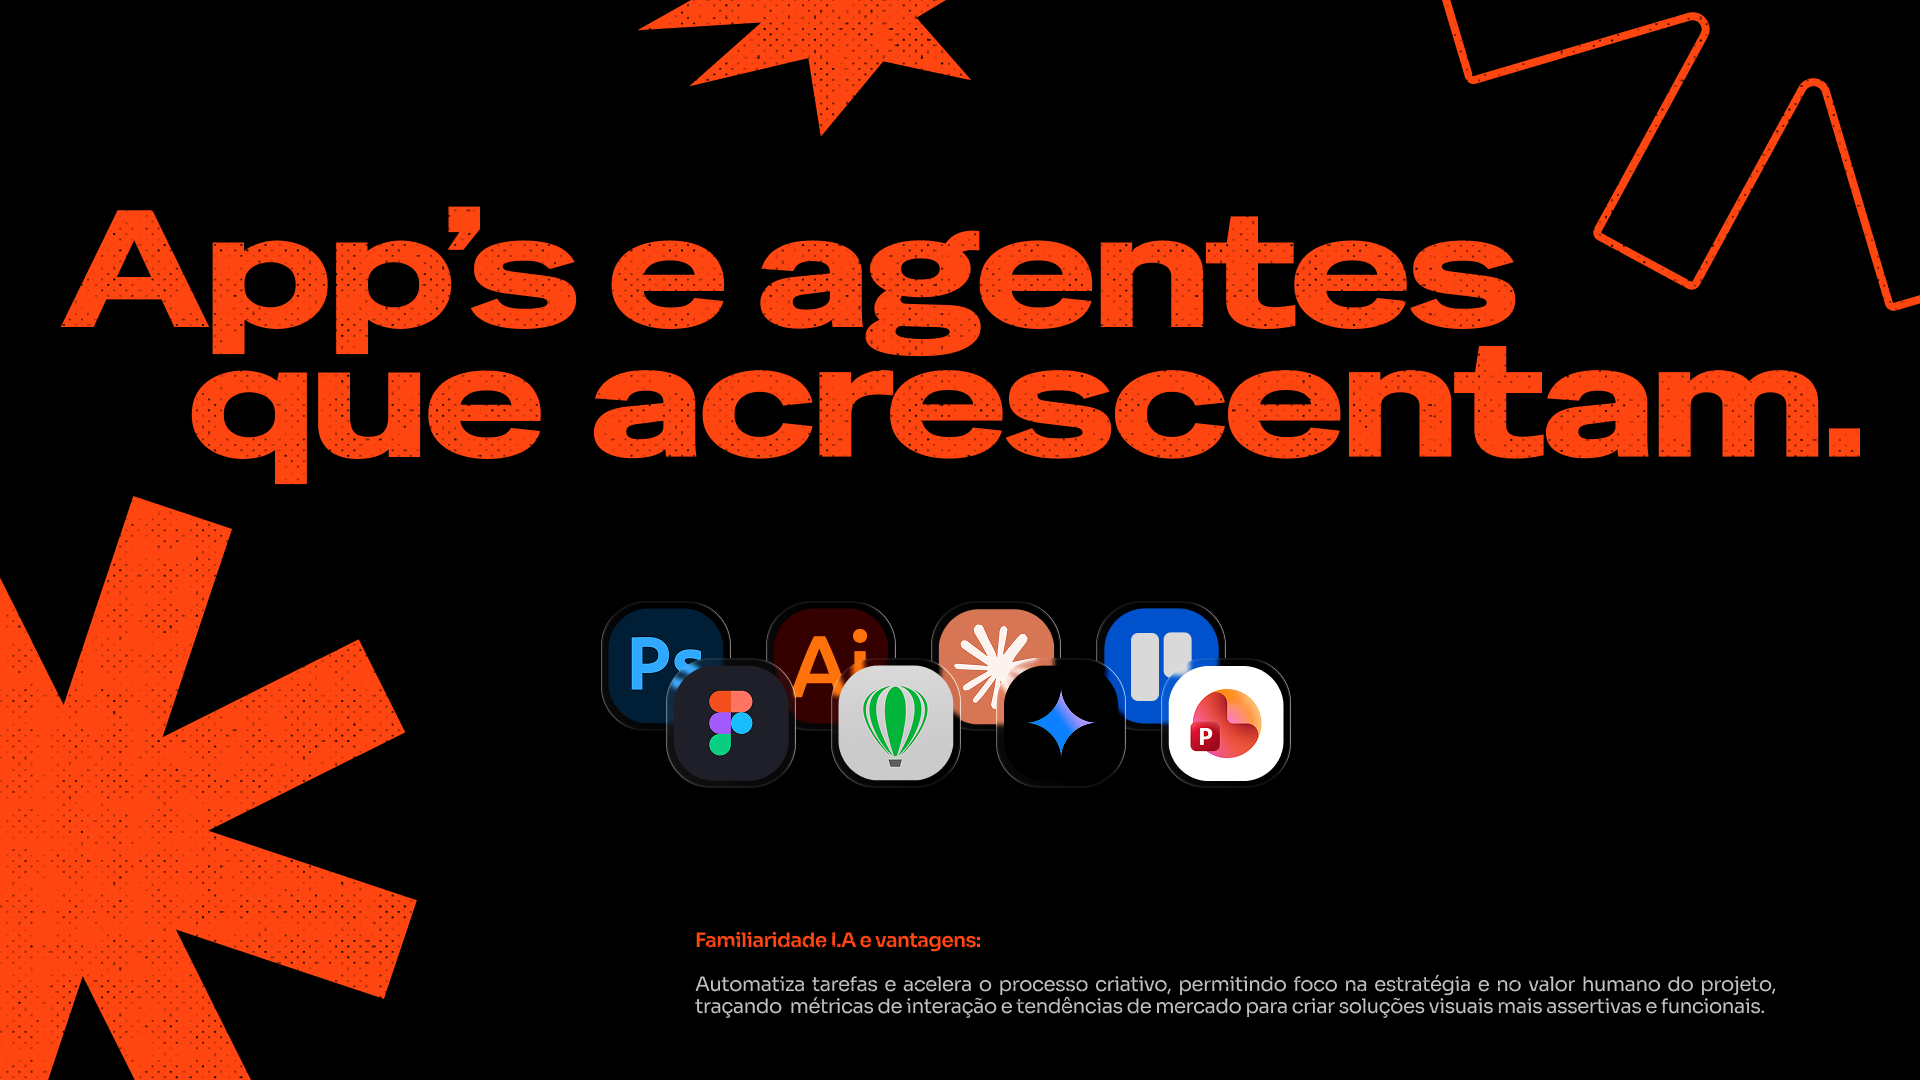 App’s e agentes
que acrescentam.
Ps
Ai
P
Familiaridade I.A e vantagens:
Automatiza tarefas e acelera o processo criativo, permitindo foco na estratégia e no valor humano do projeto,
traçando métricas de interação e tendências de mercado para criar soluções visuais mais assertivas e funcionais.